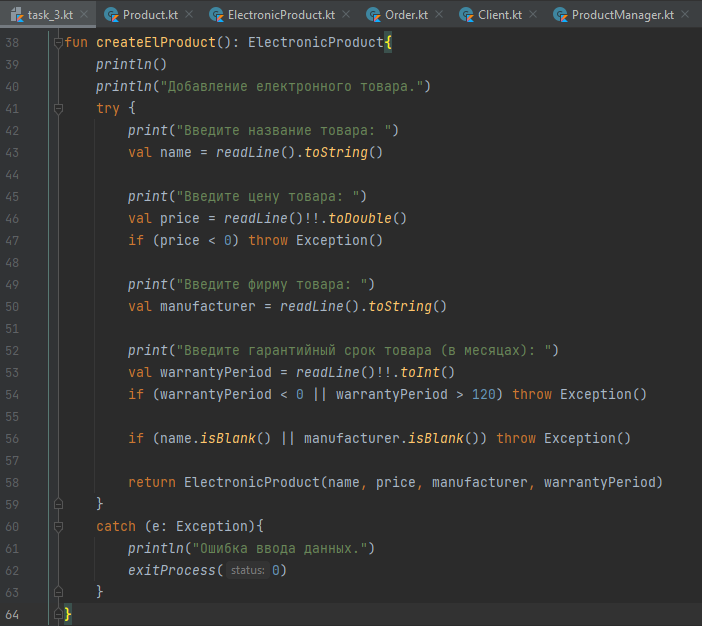 task_3.kt Product.kt ElectronicProduct.kt Order.kt Client.kt ProductManager.kt
38 fun createElProduct(): ElectronicProduct{
39     println()
40     println("Добавление електронного товара.")
41     try {
42         print("Введите название товара: ")
43         val name = readLine().toString()
44
45         print("Введите цену товара: ")
46         val price = readLine()!!.toDouble()
47         if (price < 0) throw Exception()
48
49         print("Введите фирму товара: ")
50         val manufacturer = readLine().toString()
51
52         print("Введите гарантийный срок товара (в месяцах): ")
53         val warrantyPeriod = readLine()!!.toInt()
54         if (warrantyPeriod < 0 || warrantyPeriod > 120) throw Exception()
55
56         if (name.isBlank() || manufacturer.isBlank()) throw Exception()
57
58         return ElectronicProduct(name, price, manufacturer, warrantyPeriod)
59     }
60     catch (e: Exception){
61         println("Ошибка ввода данных.")
62         exitProcess( status: 0)
63     }
64 }